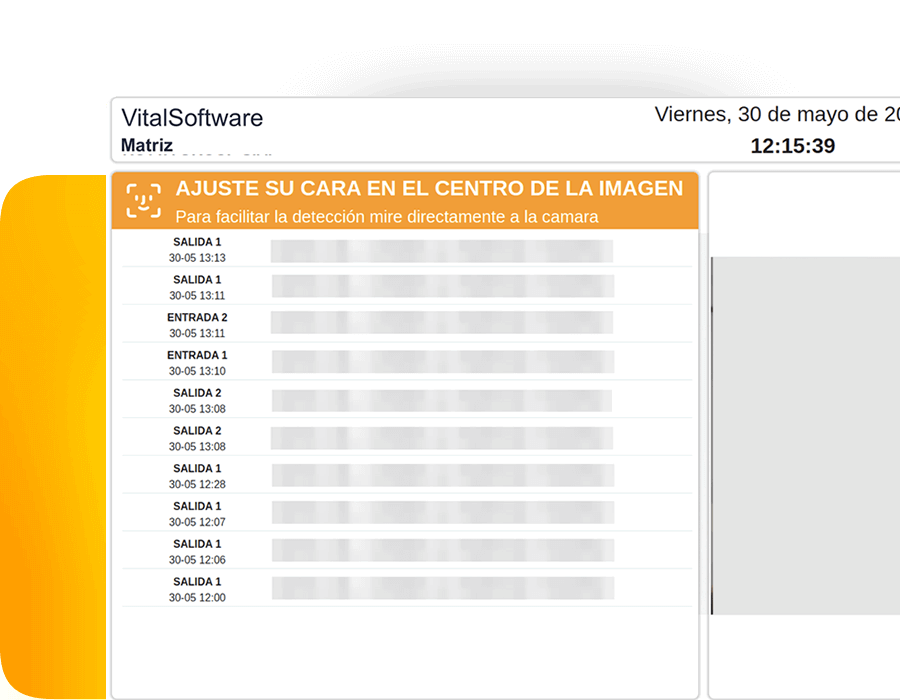 VitalSoftware
Viernes, 30 de mayo de
Matriz
12:15:39
AJUSTE SU CARA EN EL CENTRO DE LA IMAGEN
Para facilitar la detección mire directamente a la camara
SALIDA 1
30-05 13:13
SALIDA 1
30-05 13:11
ENTRADA 2
30-05 13:11
ENTRADA 1
30-05 13:10
SALIDA 2
30-05 13:08
SALIDA 2
30-05 13:08
SALIDA 1
30-05 12:28
SALIDA 1
30-05 12:07
SALIDA 1
30-05 12:06
SALIDA 1
30-05 12:00